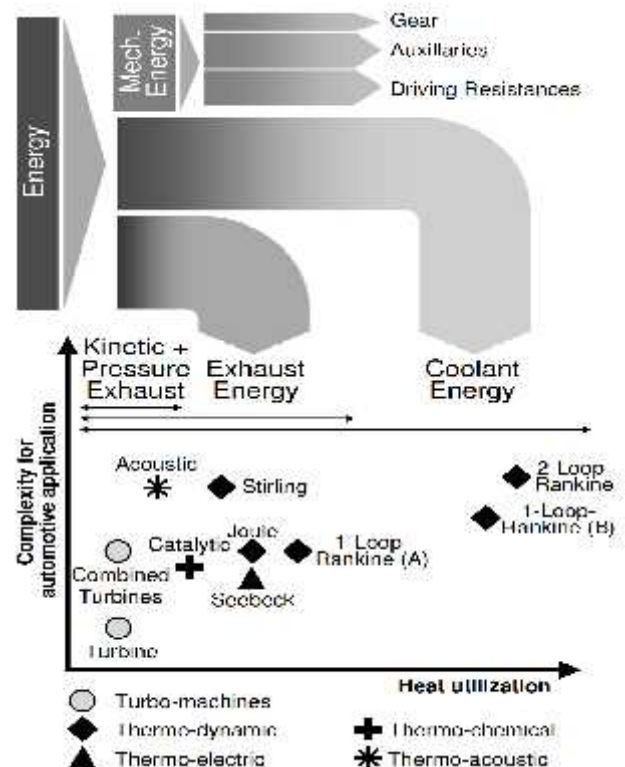 Gear
Auxillaries
Driving Resistances
Mech.
Energy
Energy
Kinetic +
Pressure
Exhaust
Exhaust
Energy
Coolant
Energy
Complexity for
automotive application
Acoustic
Stirling
2 Loop
Rankine
1-Loop-
Rankine (B)
Joule
Catalytic
1 Loop
Rankine (A)
Combined
Turbines
Seebeck
Turbine
Heat utilization
Turbo-machines
Thermo-dynamic
Thermo-chemical
Thermo-electric
Thermo-acoustic